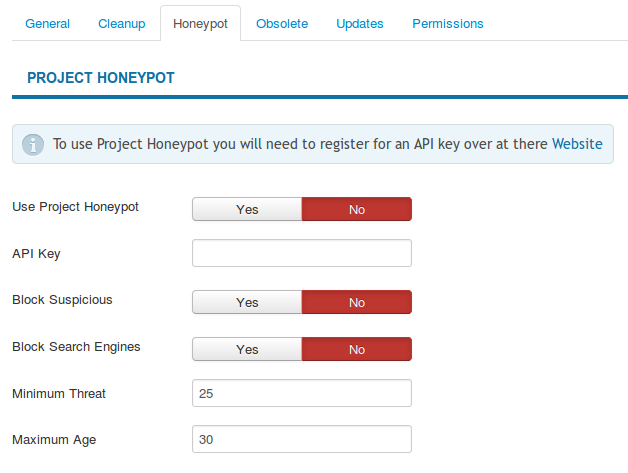 General Cleanup Honeypot Obsolete Updates Permissions
PROJECT HONEYPOT
i To use Project Honeypot you will need to register for an API key over at there Website
Use Project Honeypot Yes No
API Key
Block Suspicious Yes No
Block Search Engines Yes No
Minimum Threat 25
Maximum Age 30